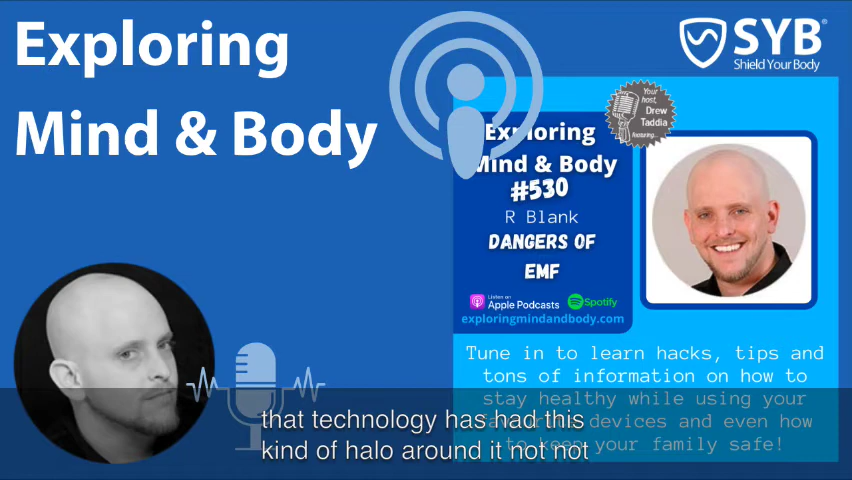 Exploring
Mind & Body
SYB®
Shield Your Body
Your
host,
Drew
Taddia
featuring...
Exploring
Mind & Body
#530
R Blank
DANGERS OF
EMF
Listen on
Apple Podcasts
Spotify
exploringmindandbody.com
Tune in to learn hacks, tips and
tons of information on how to
stay healthy while using your
devices and even how
to keep your family safe!
that technology has had this
kind of halo around it not not